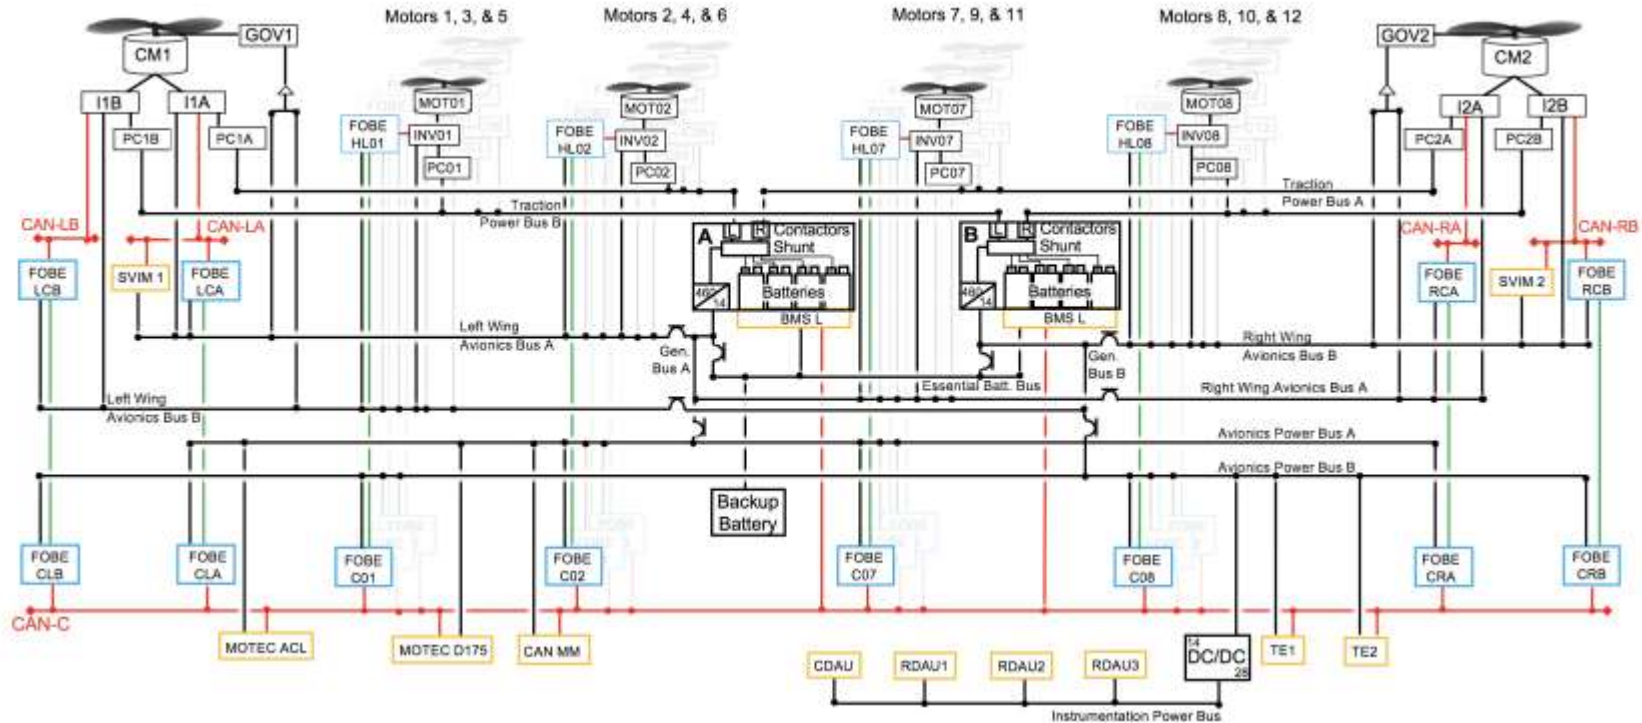 Motors 1, 3, & 5
Motors 2, 4, & 6
Motors 7, 9, & 11
Motors 8, 10, & 12
GOV1
GOV2
CM1
CM2
I1B
I1A
I2A
I2B
MOT01
MOT02
MOT07
MOT08
FOBE
HL01
INV01
FOBE
HL02
INV02
FOBE
HL07
INV07
FOBE
HL08
INV08
PC1B
PC1A
PC01
PC02
PC07
PC08
PC2A
PC2B
Traction
Power Bus B
Traction
Power Bus A
CAN-LB
CAN-LA
CAN-RA
CAN-RB
FOBE
LCB
SVIM 1
FOBE
LCA
A
L
R
Contactors
Shunt
Batteries
14
BMS L
B
L
R
Contactors
Shunt
Batteries
14
BMS L
FOBE
RCA
SVIM 2
FOBE
RCB
Left Wing
Avionics Bus A
Gen.
Bus A
Essential Batt. Bus
Gen.
Bus B
Right Wing
Avionics Bus B
Right Wing Avionics Bus A
Left Wing
Avionics Bus B
Avionics Power Bus A
Avionics Power Bus B
Backup
Battery
FOBE
CLB
FOBE
CLA
FOBE
C01
FOBE
C02
FOBE
C07
FOBE
C08
FOBE
CRA
FOBE
CRB
CAN-C
MOTEC ACL
MOTEC D175
CAN MM
CDAU
RDAU1
RDAU2
RDAU3
14
DC/DC
28
TE1
TE2
Instrumentation Power Bus